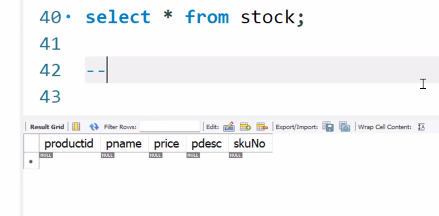 40 select * from stock;
41
42 --
43
Result Grid Filter Rows: Edit: Export/Import: Wrap Cell Content:
productid pname price pdesc skuNo
NULL NULL NULL NULL NULL